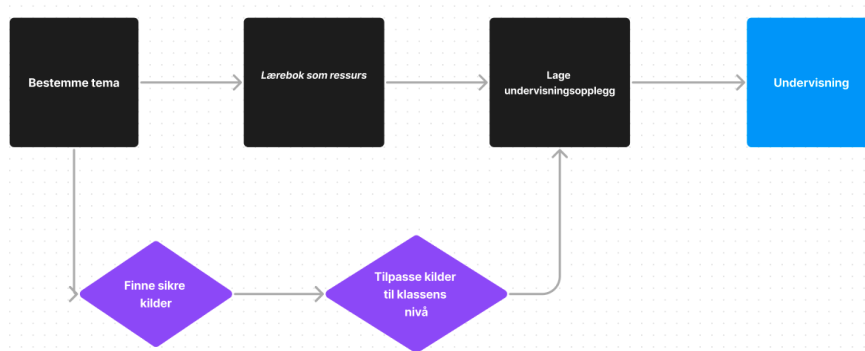 Bestemme tema
Lærebok som ressurs
Lage
undervisningsopplegg
Undervisning
Finne sikre
kilder
Tilpasse kilder
til klassens
nivå